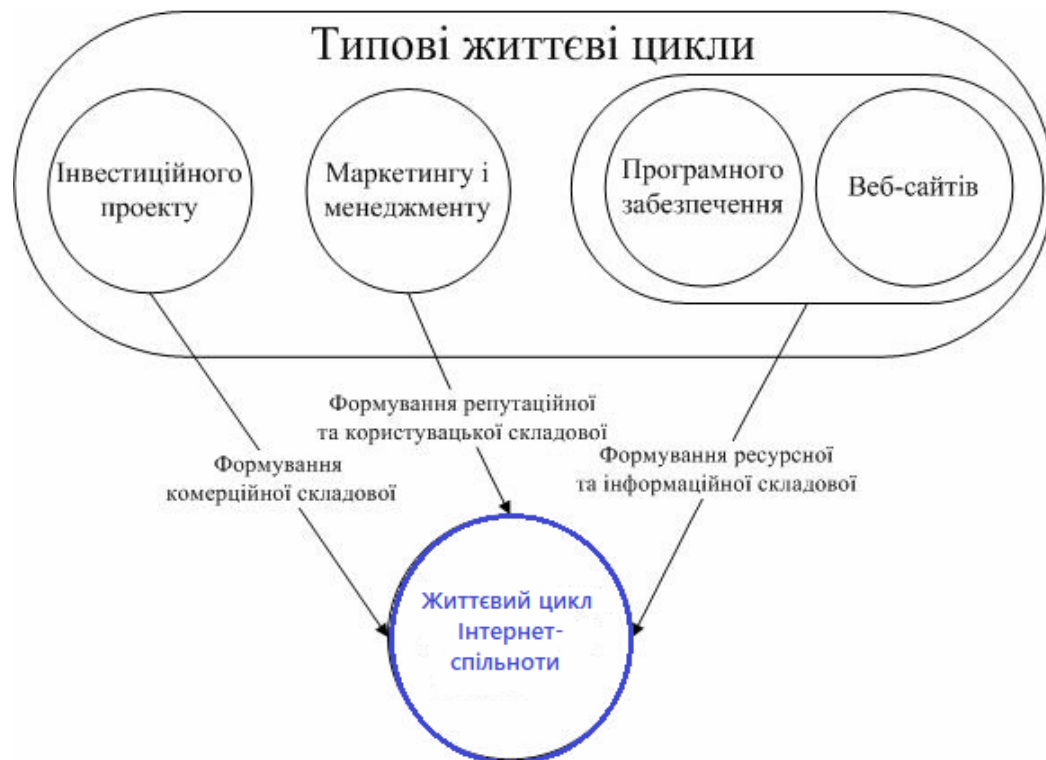 Типові життєві цикли
Інвестиційного
проекту
Маркетингу і
менеджменту
Програмного
забезпечення
Веб-сайтів
Формування репутаційної
та користувацької складової
Формування
комерційної складової
Формування ресурсної
та інформаційної складової
Життєвий цикл
Інтернет-
спільноти